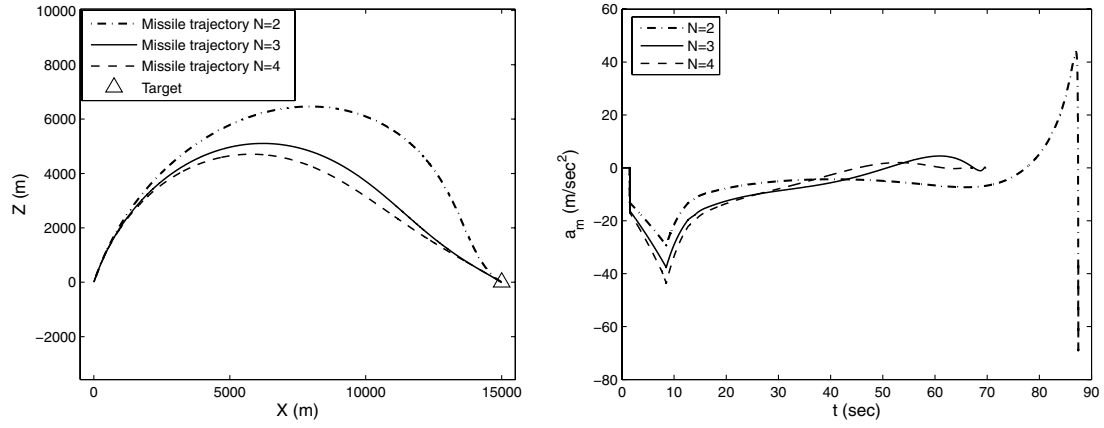 10000
8000
6000
4000
2000
0
−2000
Z (m)
Missile trajectory N=2
Missile trajectory N=3
Missile trajectory N=4
Target
0 5000 10000 15000
X (m)
60
40
20
0
−20
−40
−60
−80
a_m (m/sec^2)
N=2
N=3
N=4
0 10 20 30 40 50 60 70 80 90
t (sec)